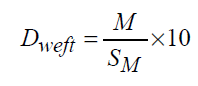 D_weft = M / S_M × 10